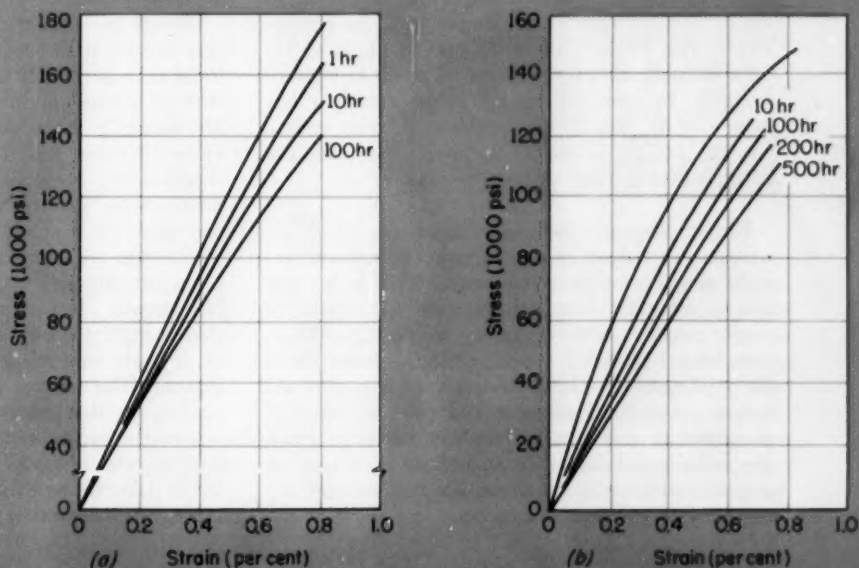 180
160
140
120
100
80
60
40
0
Stress (1000 psi)
1 hr
10 hr
100 hr
0 0.2 0.4 0.6 0.8 1.0
(a) Strain (per cent)
160
140
120
100
80
60
40
20
0
Stress (1000 psi)
10 hr
100 hr
200 hr
500 hr
0 0.2 0.4 0.6 0.8 1.0
(b) Strain (per cent)